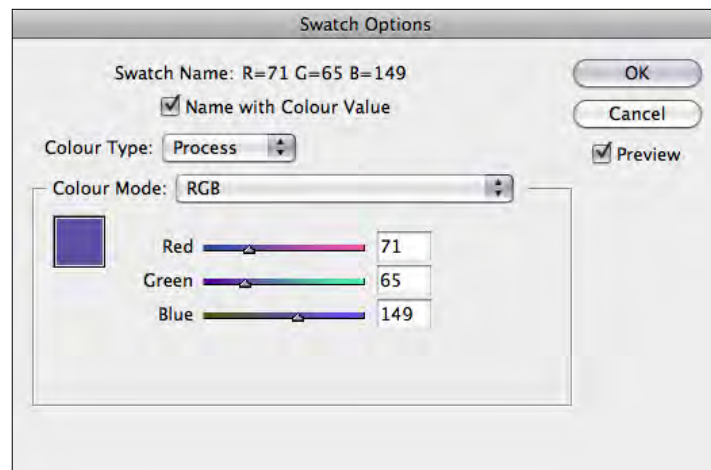 Swatch Options
Swatch Name: R=71 G=65 B=149
Name with Colour Value
Colour Type: Process
Colour Mode: RGB
Red 71
Green 65
Blue 149
OK
Cancel
Preview